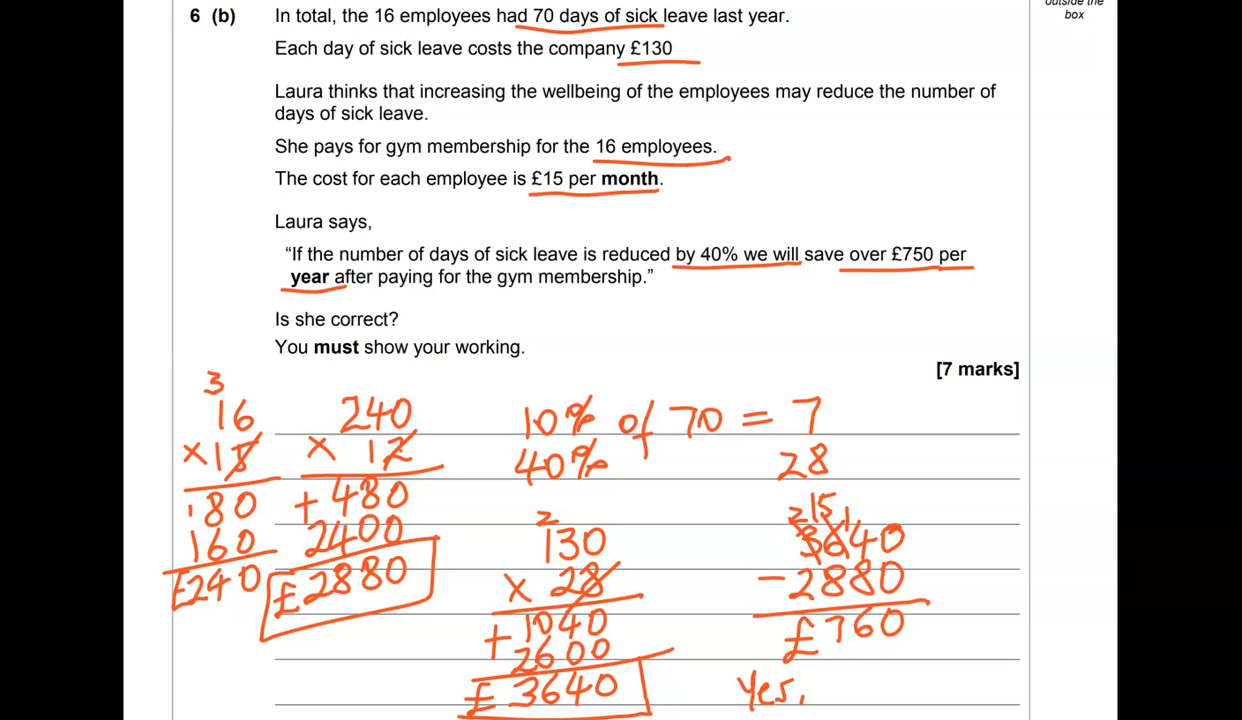 outside the
box
6 (b) In total, the 16 employees had 70 days of sick leave last year.
Each day of sick leave costs the company £130
Laura thinks that increasing the wellbeing of the employees may reduce the number of
days of sick leave.
She pays for gym membership for the 16 employees.
The cost for each employee is £15 per month.
Laura says,
“If the number of days of sick leave is reduced by 40% we will save over £750 per
year after paying for the gym membership.”
Is she correct?
You must show your working.
[7 marks]
3
16
×15
180
160
£240
240
× 12
+480
2400
£2880
10% of 70 = 7
40% 28
2
130
× 28
+1040
2600
£3640
2 15 1
3640
-2880
£760
Yes.